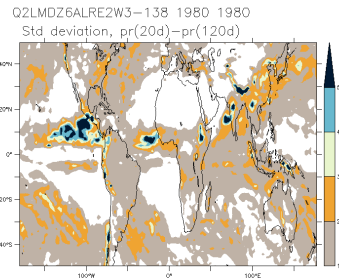 Q2LMDZ6ALRE2W3-138 1980 1980
Std deviation, pr(20d)-pr(120d)
40°N
20°N
0°
20°S
40°S
100°W 0° 100°E
5
4
3
2
1